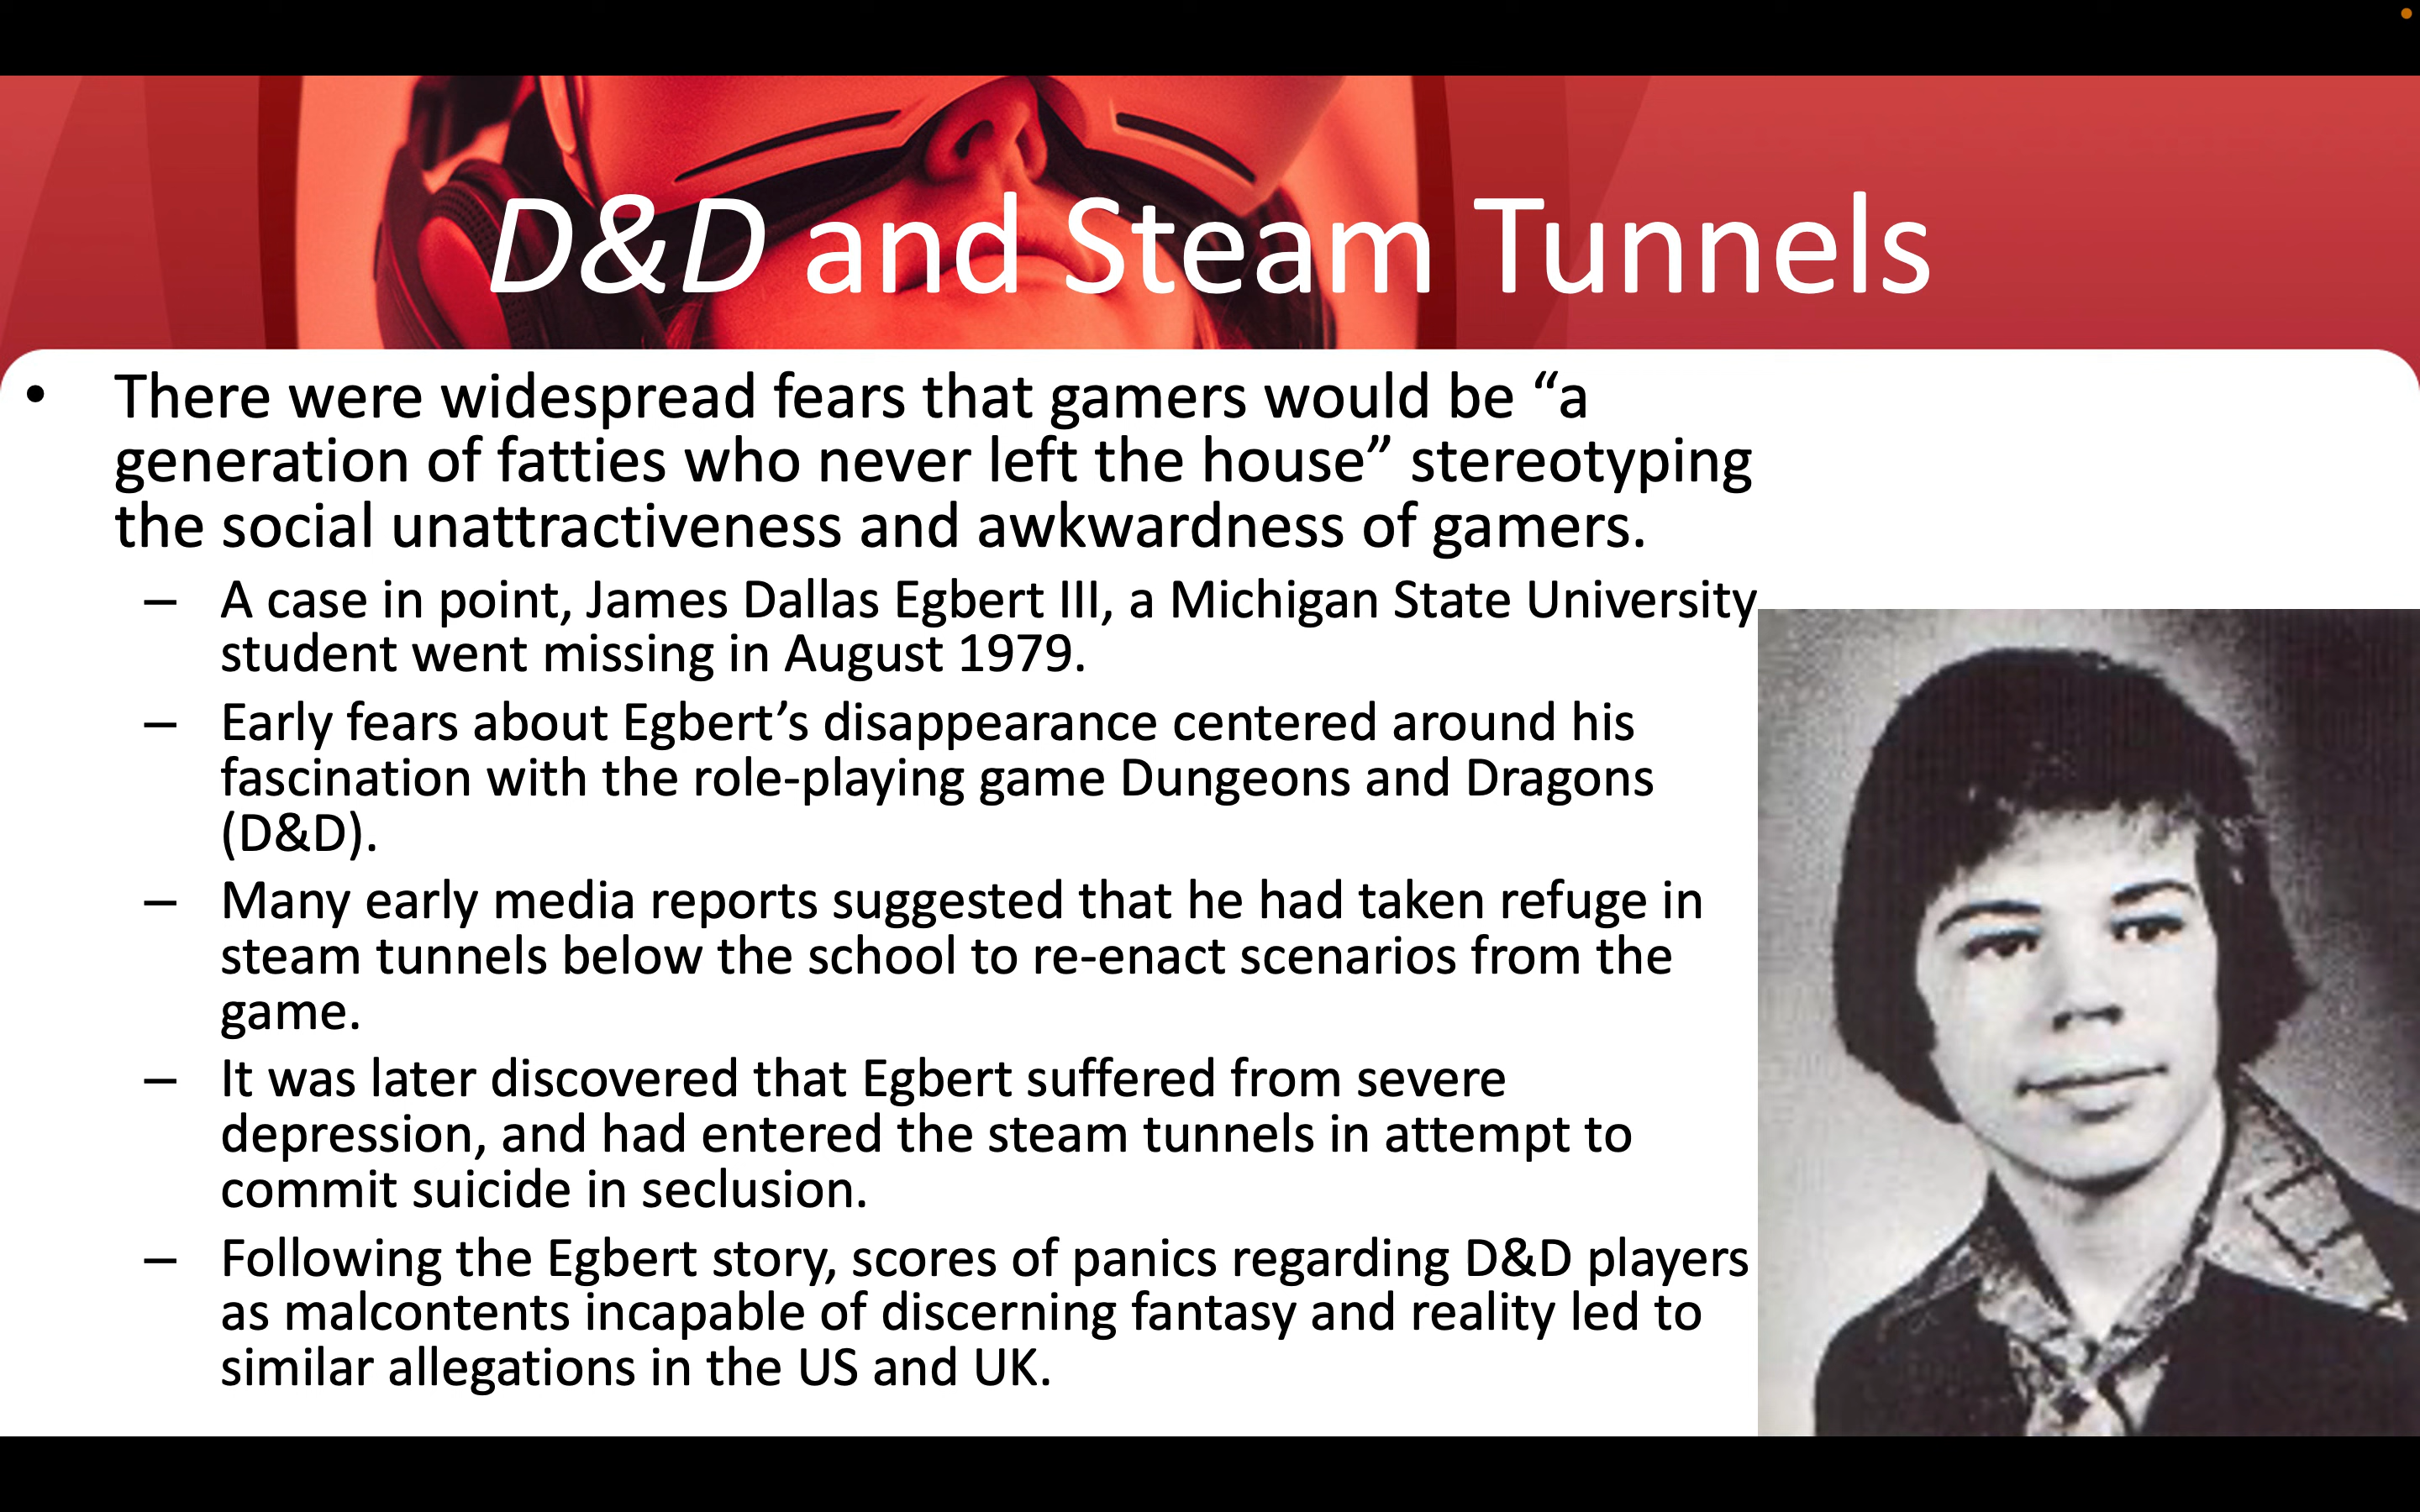 D&D and Steam Tunnels
• There were widespread fears that gamers would be “a
generation of fatties who never left the house” stereotyping
the social unattractiveness and awkwardness of gamers.
– A case in point, James Dallas Egbert III, a Michigan State University
student went missing in August 1979.
– Early fears about Egbert’s disappearance centered around his
fascination with the role-playing game Dungeons and Dragons
(D&D).
– Many early media reports suggested that he had taken refuge in
steam tunnels below the school to re-enact scenarios from the
game.
– It was later discovered that Egbert suffered from severe
depression, and had entered the steam tunnels in attempt to
commit suicide in seclusion.
– Following the Egbert story, scores of panics regarding D&D players
as malcontents incapable of discerning fantasy and reality led to
similar allegations in the US and UK.